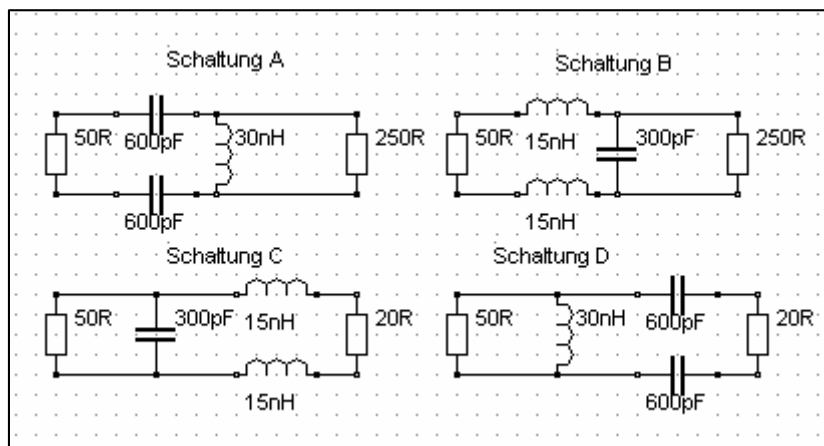 Schaltung A
50R
600pF
30nH
250R
600pF
Schaltung B
50R
15nH
300pF
250R
15nH
Schaltung C
50R
300pF
15nH
20R
15nH
Schaltung D
50R
30nH
600pF
20R
600pF